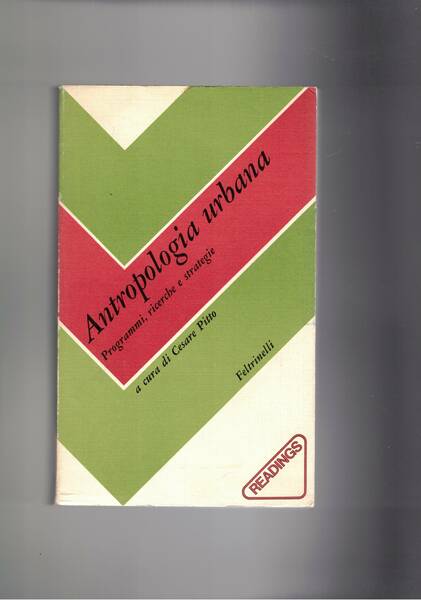 Antropologia urbana
Programmi, ricerche e strategie
a cura di Cesare Pitto
Feltrinelli
READINGS